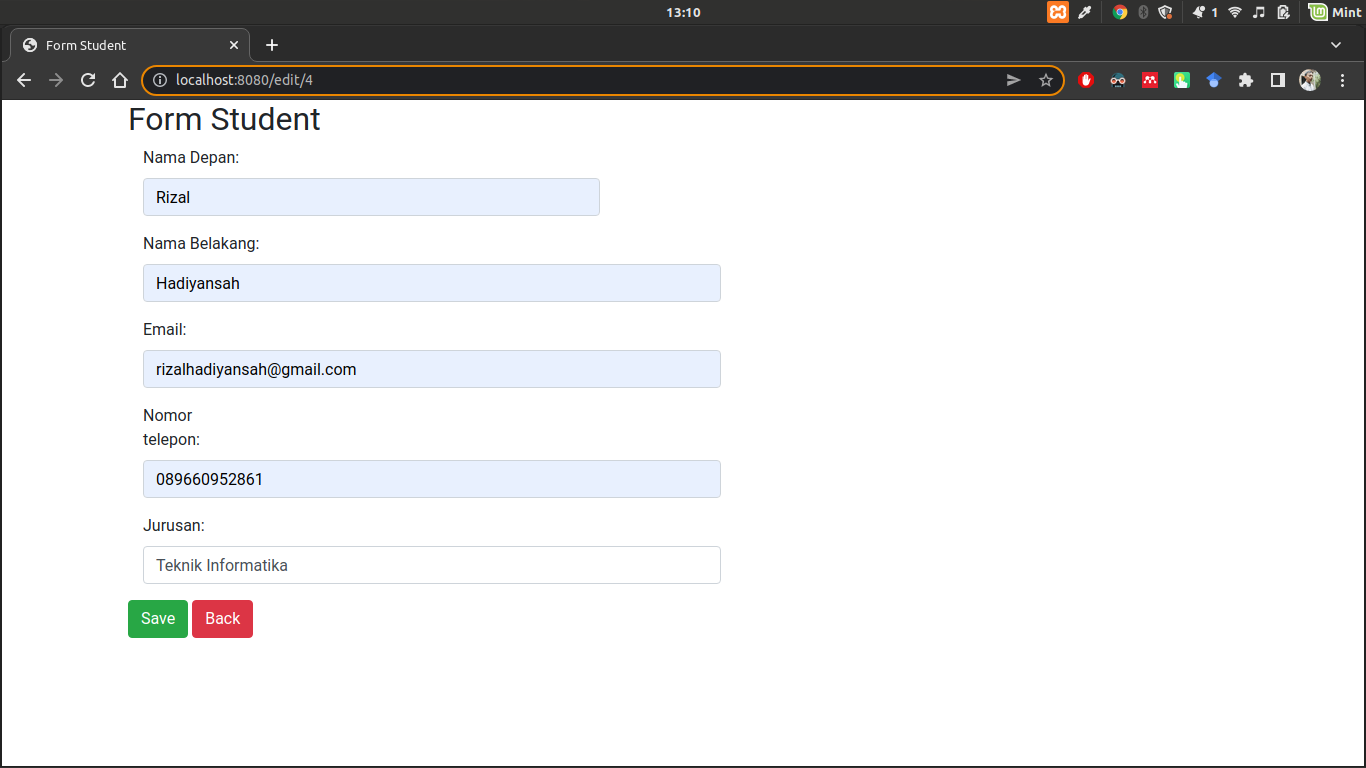 13:10
1
Mint
Form Student
localhost:8080/edit/4
Form Student
Nama Depan:
Rizal
Nama Belakang:
Hadiyansah
Email:
rizalhadiyansah@gmail.com
Nomor
telepon:
089660952861
Jurusan:
Teknik Informatika
Save Back